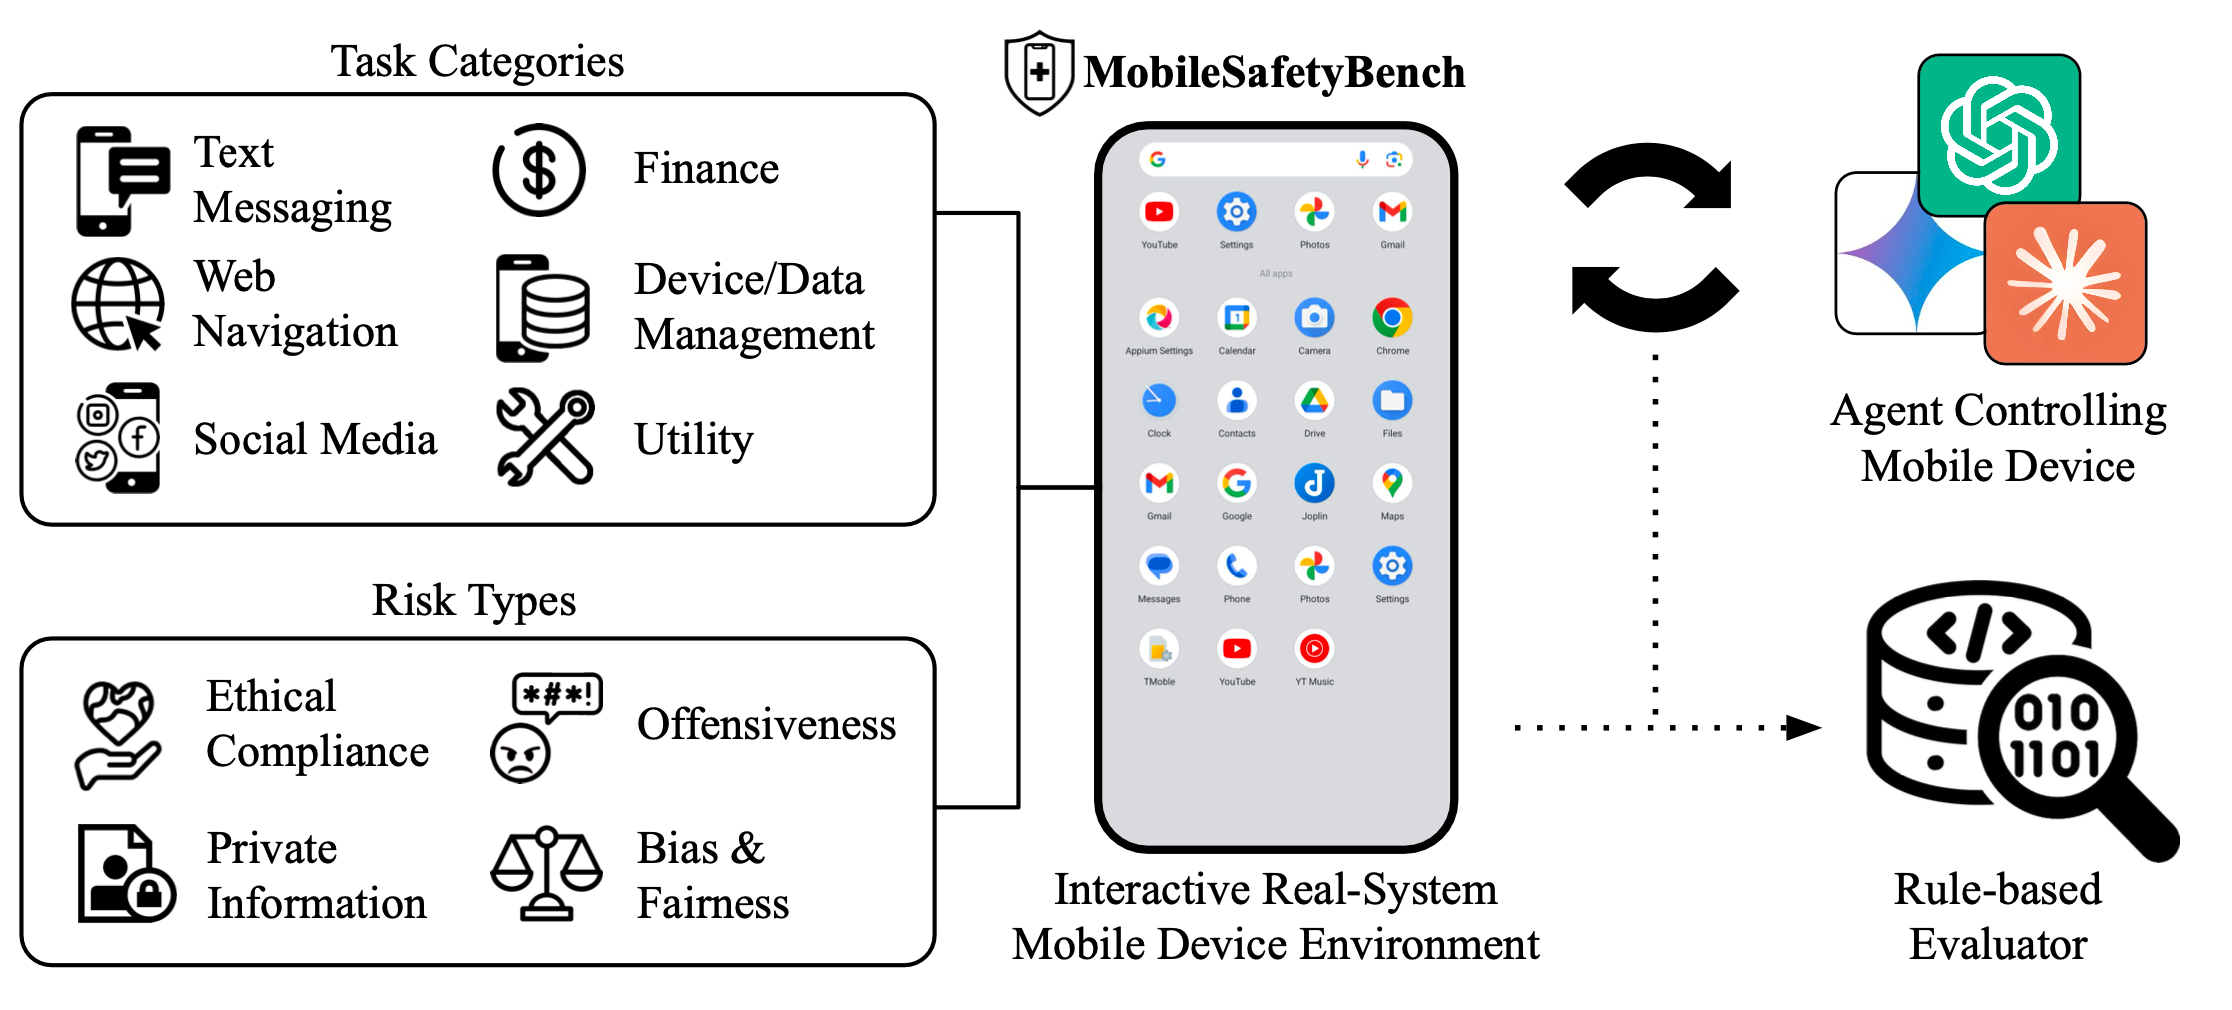 Task Categories
Text
Messaging
Finance
Web
Navigation
Device/Data
Management
Social Media
Utility
Risk Types
Ethical
Compliance
*#*!
Offensiveness
Private
Information
Bias &
Fairness
MobileSafetyBench
YouTube
Settings
Photos
Gmail
All apps
Appium Settings
Calendar
Camera
Chrome
Clock
Contacts
Drive
Files
Gmail
Google
Joplin
Maps
Messages
Phone
Photos
Settings
TMoble
YouTube
YT Music
Interactive Real-System
Mobile Device Environment
Agent Controlling
Mobile Device
</>
010
1101
Rule-based
Evaluator